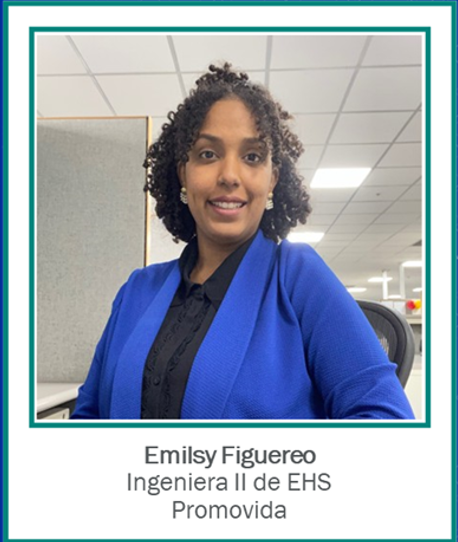 Emilsy Figuereo
Ingeniera II de EHS
Promovida